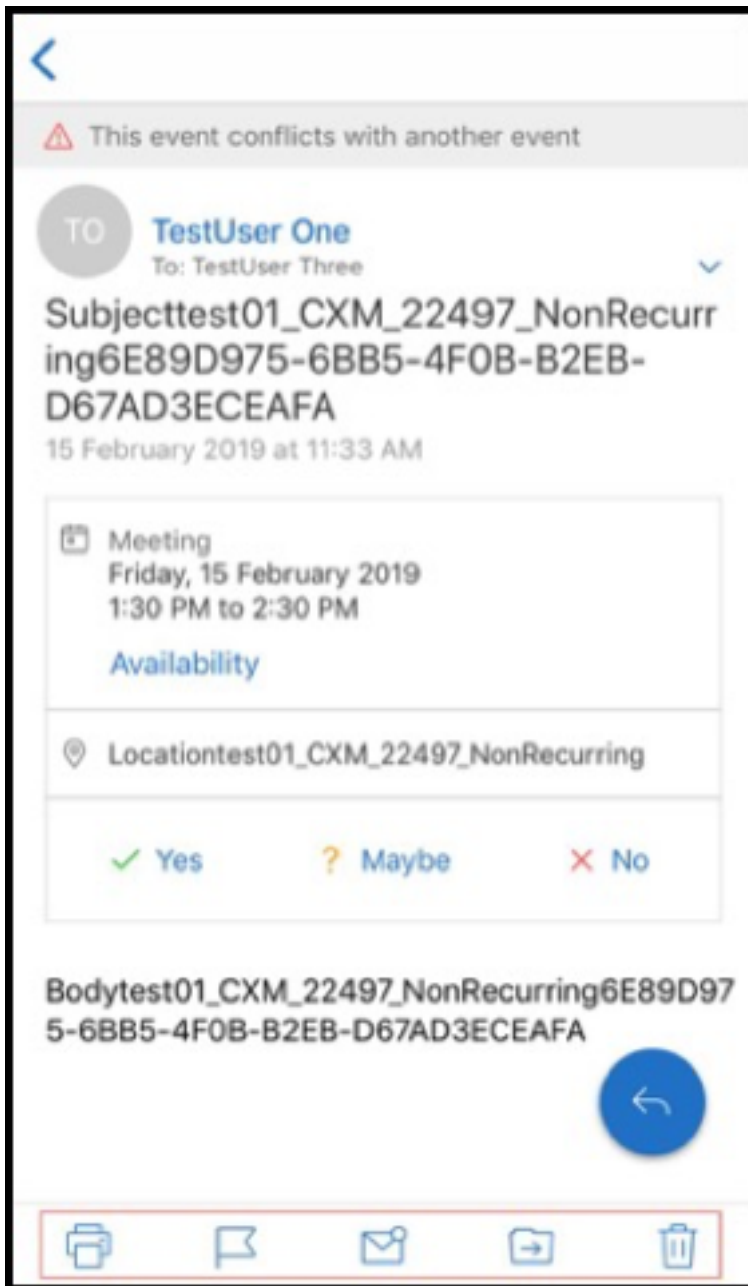 This event conflicts with another event
TO
TestUser One
To: TestUser Three
Subjecttest01_CXM_22497_NonRecurr
ing6E89D975-6BB5-4F0B-B2EB-
D67AD3ECEAFA
15 February 2019 at 11:33 AM
Meeting
Friday, 15 February 2019
1:30 PM to 2:30 PM
Availability
Locationtest01_CXM_22497_NonRecurring
Yes ? Maybe No
Bodytest01_CXM_22497_NonRecurring6E89D97
5-6BB5-4F0B-B2EB-D67AD3ECEAFA